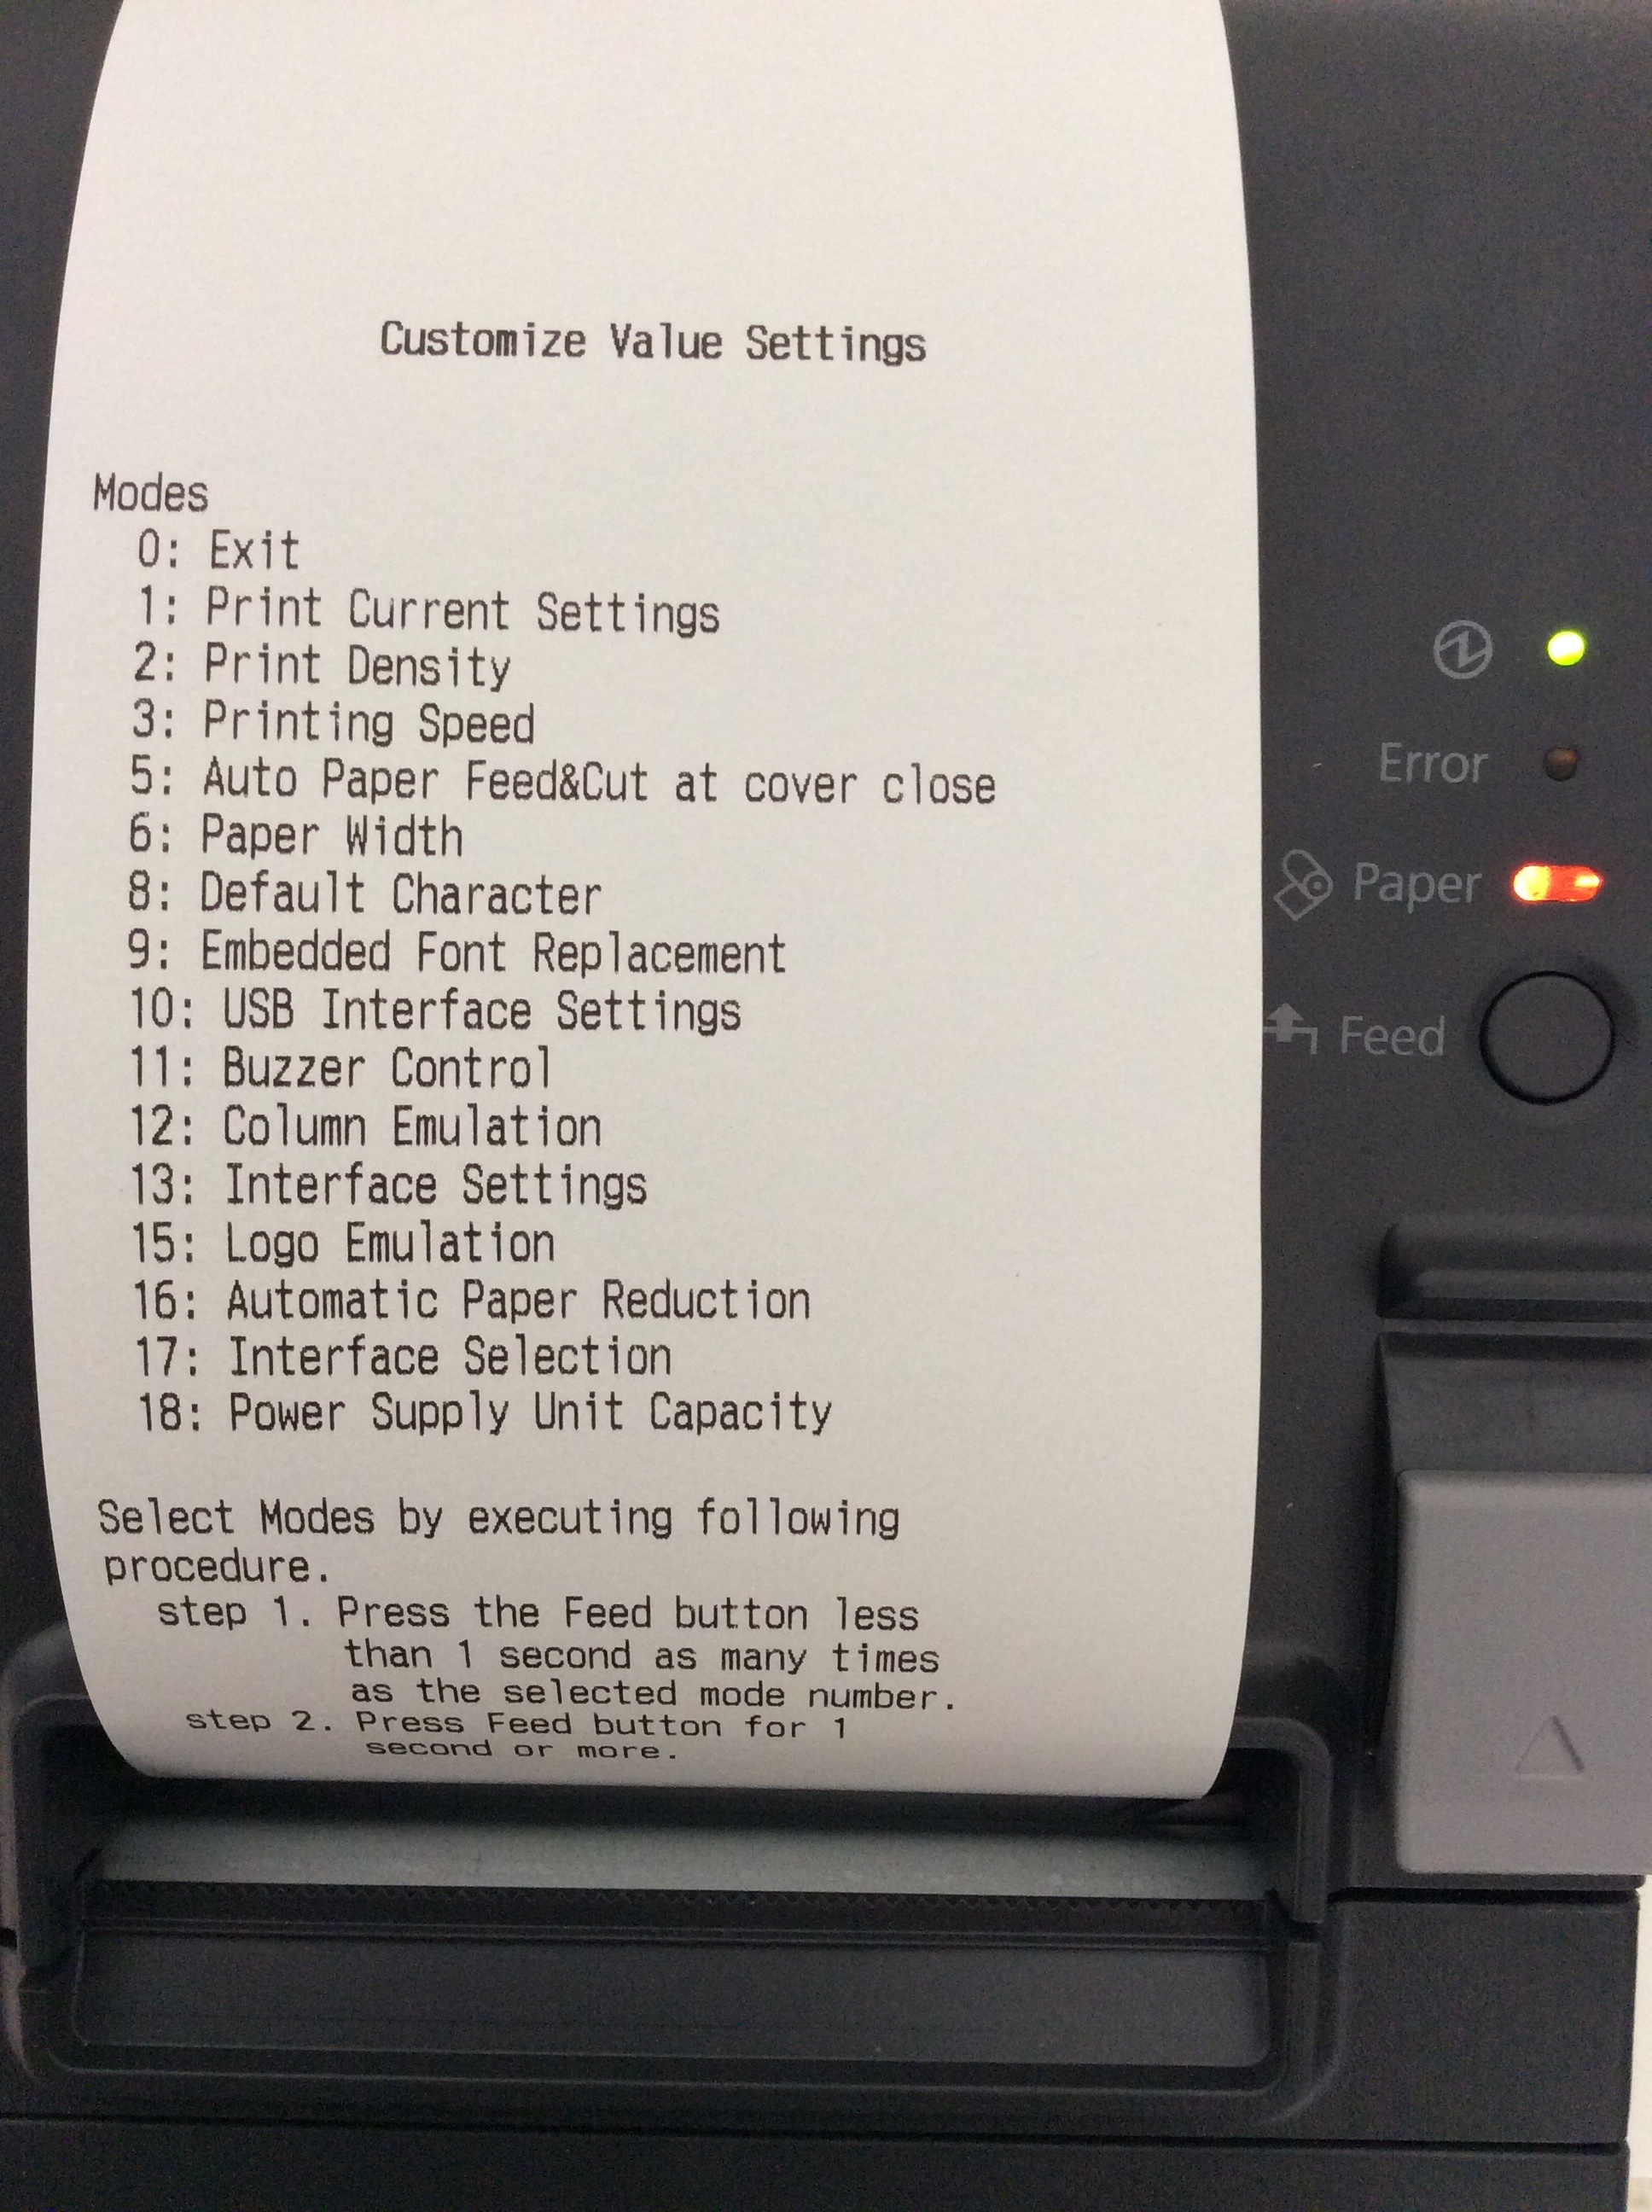 Customize Value Settings
Modes
0: Exit
1: Print Current Settings
2: Print Density
3: Printing Speed
5: Auto Paper Feed&Cut at cover close
6: Paper Width
8: Default Character
9: Embedded Font Replacement
10: USB Interface Settings
11: Buzzer Control
12: Column Emulation
13: Interface Settings
15: Logo Emulation
16: Automatic Paper Reduction
17: Interface Selection
18: Power Supply Unit Capacity
Select Modes by executing following
procedure.
step 1. Press the Feed button less
than 1 second as many times
as the selected mode number.
step 2. Press Feed button for 1
second or more.
Error
Paper
Feed